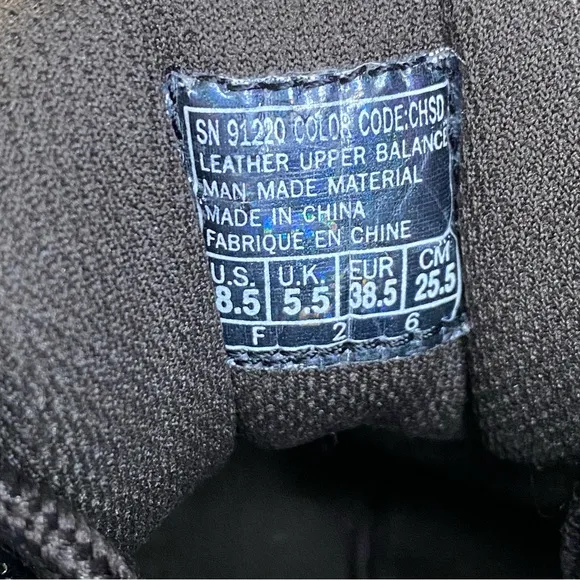 SN 91220 COLOR CODE:CHSD
LEATHER UPPER BALANCE
MAN MADE MATERIAL
MADE IN CHINA
FABRIQUE EN CHINE
U.S. U.K. EUR CM
8.5 5.5 38.5 25.5
F 2 6